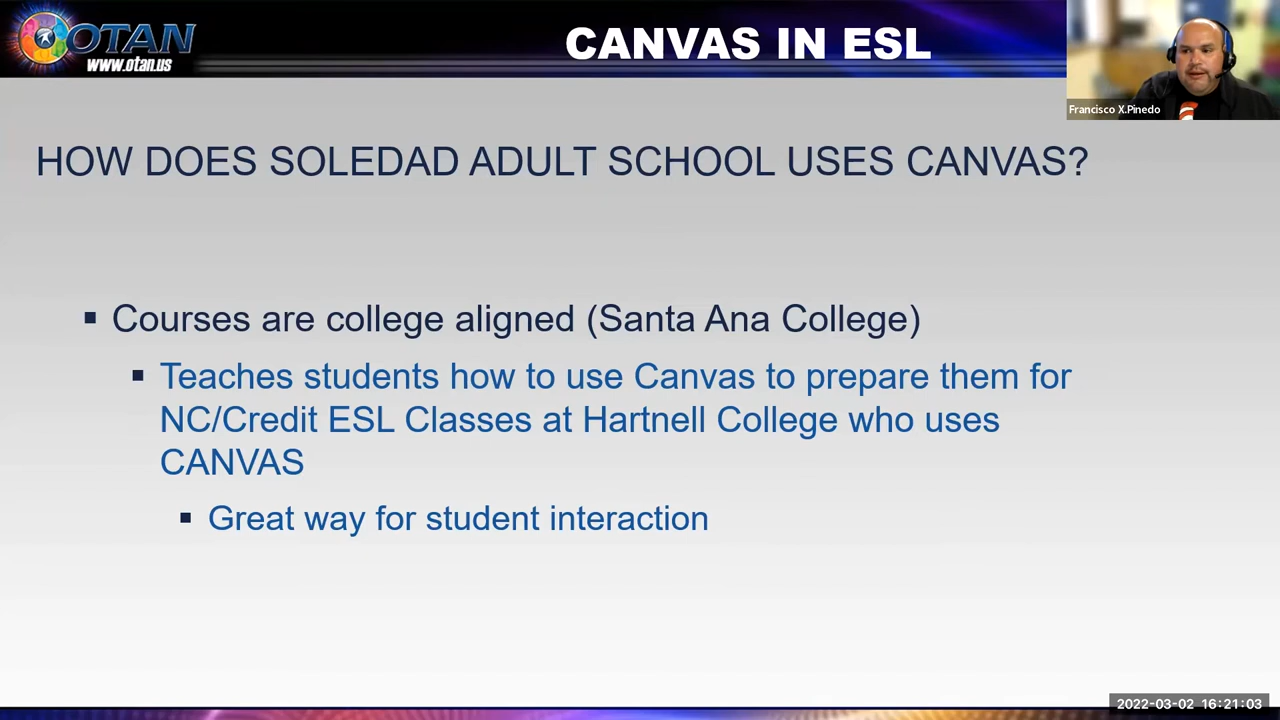 OTAN
www.otan.us
CANVAS IN ESL
Francisco X.Pinedo
HOW DOES SOLEDAD ADULT SCHOOL USES CANVAS?
▪ Courses are college aligned (Santa Ana College)
▪ Teaches students how to use Canvas to prepare them for
NC/Credit ESL Classes at Hartnell College who uses
CANVAS
▪ Great way for student interaction
2022-03-02 16:21:03